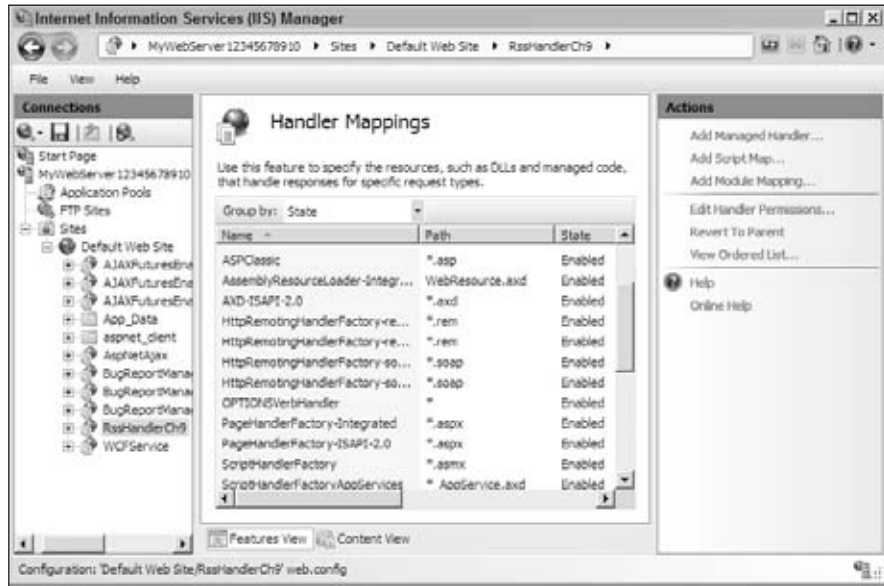 Internet Information Services (IIS) Manager
MyWebServer12345678910 Sites Default Web Site RssHandlerCh9
File View Help
Connections
Start Page
MyWebServer12345678910
Application Pools
FTP Sites
Sites
Default Web Site
AJAXFuturesEna
AJAXFuturesEna
AJAXFuturesEna
App_Data
aspnet_client
AspNetAjax
BugReportMana
BugReportMana
BugReportMana
RssHandlerCh9
WCFService
Handler Mappings
Use this feature to specify the resources, such as DLLs and managed code,
that handle responses for specific request types.
Group by: State
Name Path State
ASPClassic *.asp Enabled
AssemblyResourceLoader-Integr... WebResource.axd Enabled
AXD-ISAPI-2.0 *.axd Enabled
HttpRemotingHandlerFactory-re... *.rem Enabled
HttpRemotingHandlerFactory-re... *.rem Enabled
HttpRemotingHandlerFactory-so... *.soap Enabled
HttpRemotingHandlerFactory-so... *.soap Enabled
OPTIONSVerbHandler * Enabled
PageHandlerFactory-Integrated *.aspx Enabled
PageHandlerFactory-ISAPI-2.0 *.aspx Enabled
ScriptHandlerFactory *.asmx Enabled
ScriptHandlerFactoryAppServices *_AppService.axd Enabled
Features View Content View
Actions
Add Managed Handler...
Add Script Map...
Add Module Mapping...
Edit Handler Permissions...
Revert To Parent
View Ordered List...
Help
Online Help
Configuration: 'Default Web Site/RssHandlerCh9' web.config